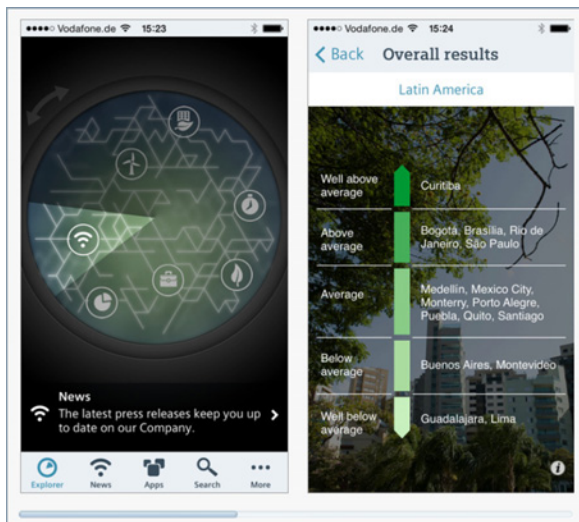 Vodafone.de 15:23
News
The latest press releases keep you up
to date on our Company.
Explorer News Apps Search More
Vodafone.de 15:24
Back Overall results
Latin America
Well above
average
Curitiba
Above
average
Bogotá, Brasília, Rio de
Janeiro, São Paulo
Average
Medellín, Mexico City,
Monterry, Porto Alegre,
Puebla, Quito, Santiago
Below
average
Buenos Aires, Montevideo
Well below
average
Guadalajara, Lima
i